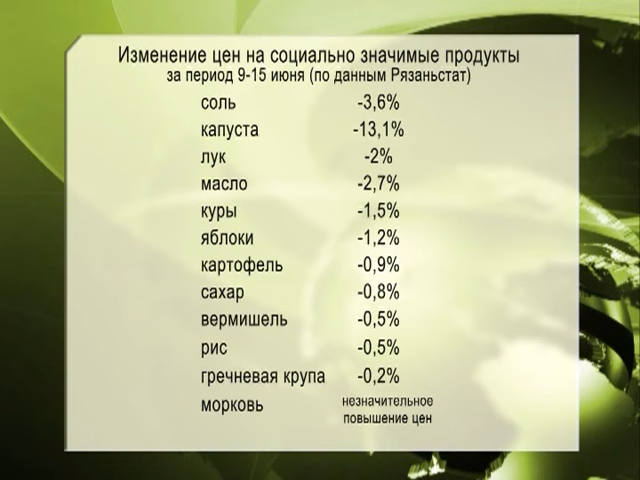 Изменение цен на социально значимые продукты
за период 9-15 июня (по данным Рязаньстат)
соль -3,6%
капуста -13,1%
лук -2%
масло -2,7%
куры -1,5%
яблоки -1,2%
картофель -0,9%
сахар -0,8%
вермишель -0,5%
рис -0,5%
гречневая крупа -0,2%
морковь незначительное
повышение цен